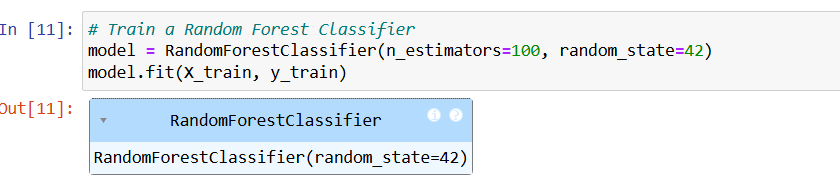 In [11]: # Train a Random Forest Classifier
model = RandomForestClassifier(n_estimators=100, random_state=42)
model.fit(X_train, y_train)
Out[11]:
▾ RandomForestClassifier i ?
RandomForestClassifier(random_state=42)